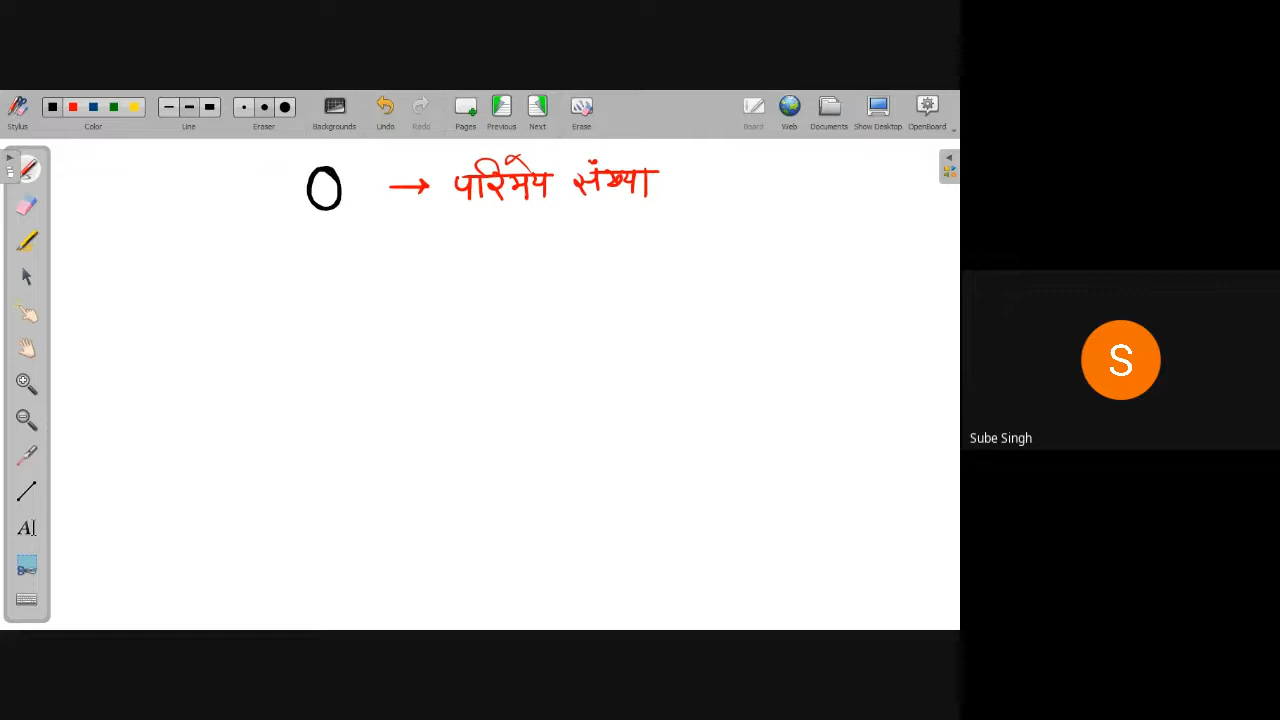 Stylus Color Line Eraser Backgrounds Undo Redo Pages Previous Next Erase Board Web Documents Show Desktop OpenBoard
0 → परिमेय संख्या
A
S
Sube Singh